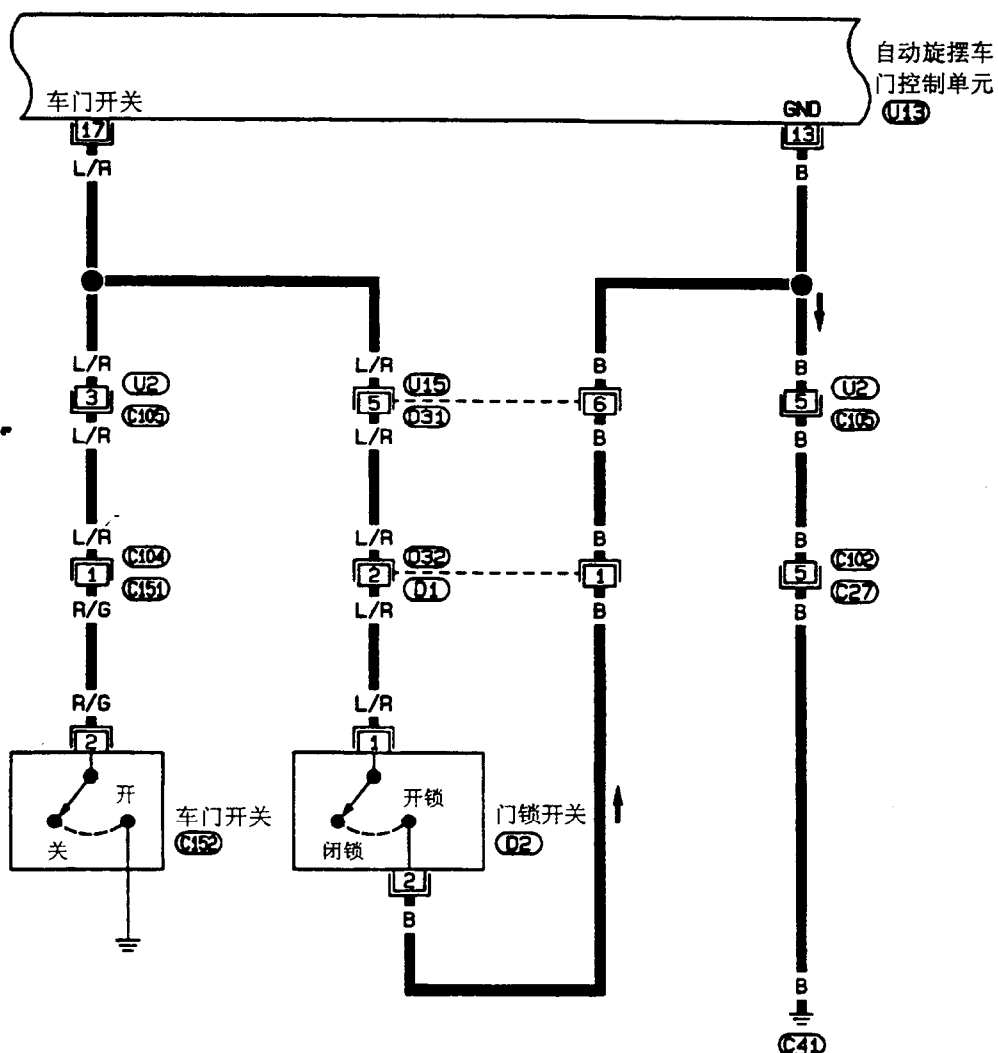 自动旋摆车
门控制单元
U13
车门开关
GND
17
13
L/R
B
L/R
L/R
B
B
3
U2
C105
5
U15
D31
6
5
U2
C105
L/R
L/R
B
B
L/R
L/R
B
B
1
C104
C151
2
D32
D1
1
5
C102
C27
R/G
L/R
B
B
R/G
L/R
2
1
开
关
车门开关
C152
开锁
闭锁
门锁开关
D2
2
B
B
C41